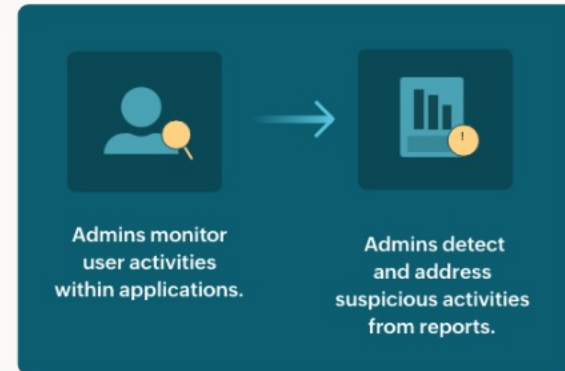 Admins monitor
user activities
within applications.
Admins detect
and address
suspicious activities
from reports.